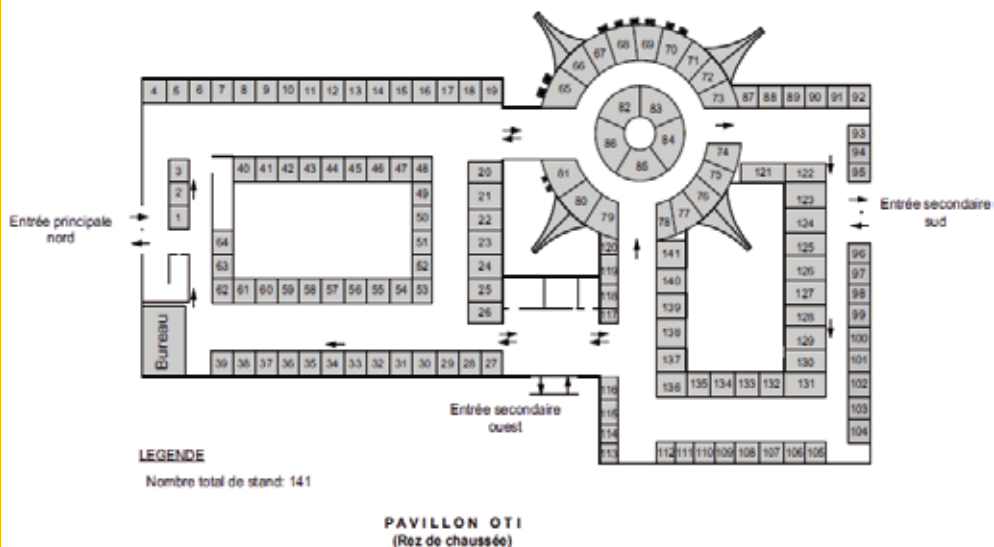 65 66 67 68 69 70 71 72 73
4 5 6 7 8 9 10 11 12 13 14 15 16 17 18 19
87 88 89 90 91 92
82 83 84 85 86
93 94 95
74 75 76 77 78
81 80 79
3 2 1
40 41 42 43 44 45 46 47 48
49 50 51 52
20 21 22 23 24 25 26
121 122
123 124 125 126 127 128 129 130 131
Entrée principale
nord
Entrée secondaire
sud
64 63
62 61 60 59 58 57 56 55 54 53
120 119 118 117
141 140 139 138 137
96 97 98 99 100 101 102 103 104
Bureau
39 38 37 36 35 34 33 32 31 30 29 28 27
136 135 134 133 132
116 115 114 113
Entrée secondaire
ouest
112 111 110 109 108 107 106 105
LEGENDE
Nombre total de stand: 141
PAVILLON OTI
(Rez de chaussée)